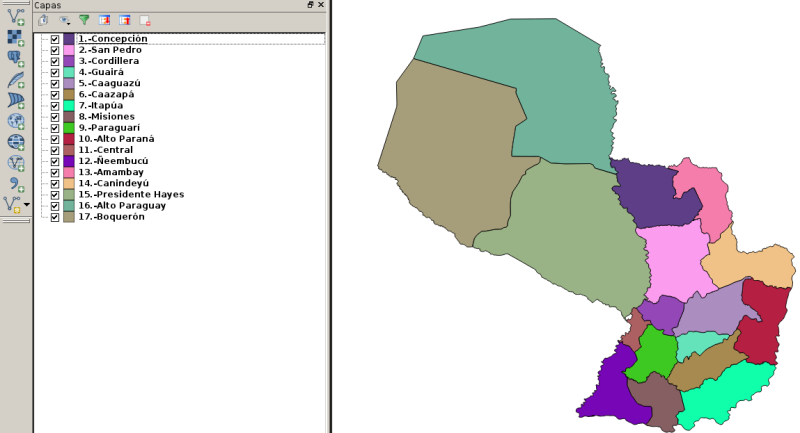 Capas
1.-Concepciòn
2.-San Pedro
3.-Cordillera
4.-Guairá
5.-Caaguazú
6.-Caazapá
7.-Itapúa
8.-Misiones
9.-Paraguarí
10.-Alto Paraná
11.-Central
12.-Ñeembucú
13.-Amambay
14.-Canindeyú
15.-Presidente Hayes
16.-Alto Paraguay
17.-Boquerón